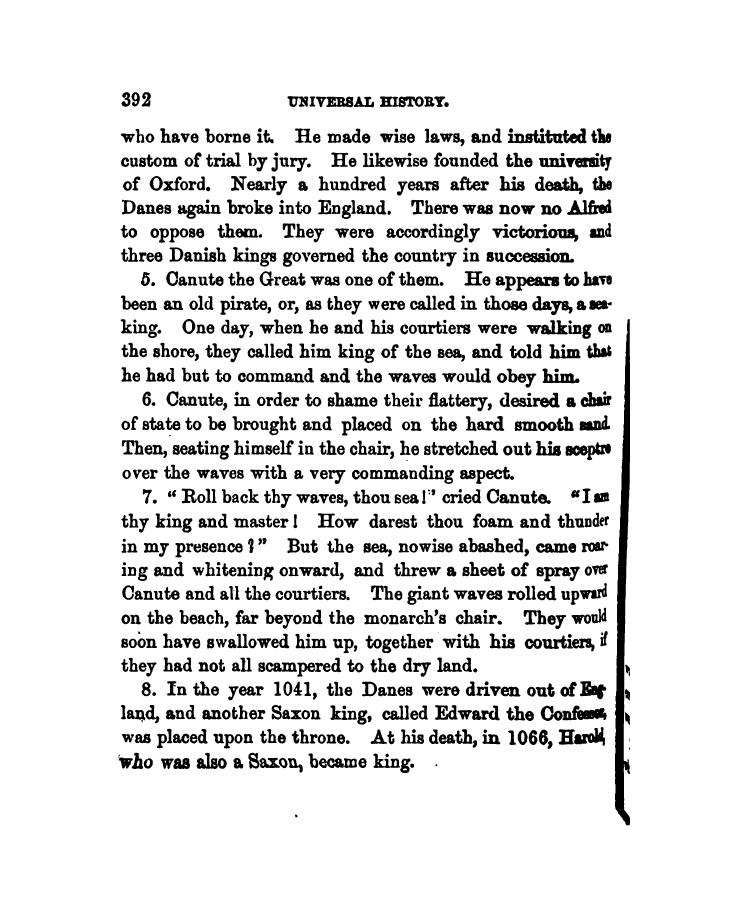 392 UNIVERSAL HISTORY.
who have borne it. He made wise laws, and instituted the
custom of trial by jury. He likewise founded the university
of Oxford. Nearly a hundred years after his death, the
Danes again broke into England. There was now no Alfred
to oppose them. They were accordingly victorious, and
three Danish kings governed the country in succession.
5. Canute the Great was one of them. He appears to have
been an old pirate, or, as they were called in those days, a sea-
king. One day, when he and his courtiers were walking on
the shore, they called him king of the sea, and told him that
he had but to command and the waves would obey him.
6. Canute, in order to shame their flattery, desired a chair
of state to be brought and placed on the hard smooth sand.
Then, seating himself in the chair, he stretched out his sceptre
over the waves with a very commanding aspect.
7. “ Roll back thy waves, thou sea!” cried Canute. “I am
thy king and master! How darest thou foam and thunder
in my presence?” But the sea, nowise abashed, came roar-
ing and whitening onward, and threw a sheet of spray over
Canute and all the courtiers. The giant waves rolled upward
on the beach, far beyond the monarch's chair. They would
soon have swallowed him up, together with his courtiers, if
they had not all scampered to the dry land.
8. In the year 1041, the Danes were driven out of Eng-
land, and another Saxon king, called Edward the Confessor,
was placed upon the throne. At his death, in 1066, Harold,
who was also a Saxon, became king.